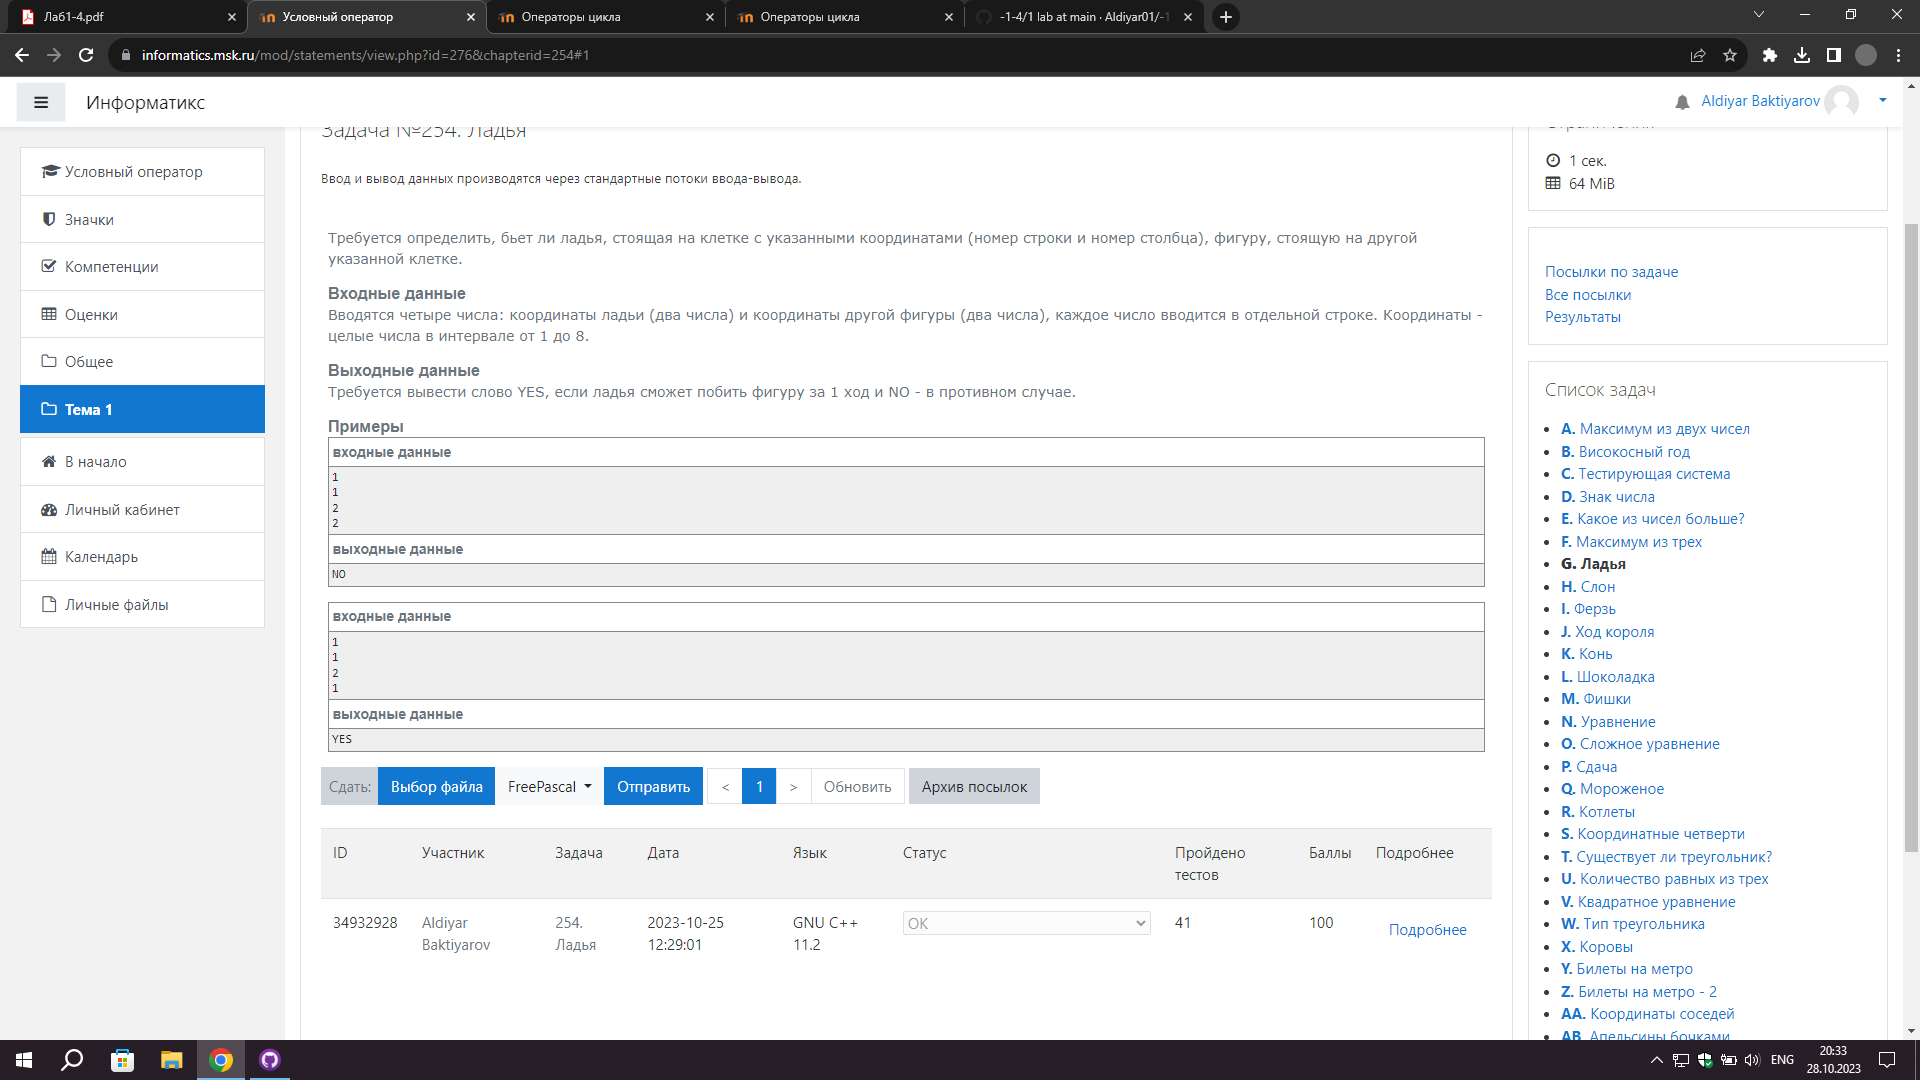 Лаб1-4.pdf
Условный оператор
Операторы цикла
Операторы цикла
-1-4/1 lab at main · Aldiyar01/-1
informatics.msk.ru/mod/statements/view.php?id=276&chapterid=254#1
Информатикс
Aldiyar Baktiyarov
Условный оператор
Значки
Компетенции
Оценки
Общее
Тема 1
В начало
Личный кабинет
Календарь
Личные файлы
Задача №254. Ладья
Ввод и вывод данных производятся через стандартные потоки ввода-вывода.
Требуется определить, бьет ли ладья, стоящая на клетке с указанными координатами (номер строки и номер столбца), фигуру, стоящую на другой
указанной клетке.
Входные данные
Вводятся четыре числа: координаты ладьи (два числа) и координаты другой фигуры (два числа), каждое число вводится в отдельной строке. Координаты -
целые числа в интервале от 1 до 8.
Выходные данные
Требуется вывести слово YES, если ладья сможет побить фигуру за 1 ход и NO - в противном случае.
Примеры
входные данные
1
1
2
2
выходные данные
NO
входные данные
1
1
2
1
выходные данные
YES
Сдать: Выбор файла FreePascal Отправить < 1 > Обновить Архив посылок
ID Участник Задача Дата Язык Статус Пройдено тестов Баллы Подробнее
34932928 Aldiyar Baktiyarov 254. Ладья 2023-10-25 12:29:01 GNU C++ 11.2 OK 41 100 Подробнее
1 сек.
64 MiB
Посылки по задаче
Все посылки
Результаты
Список задач
A. Максимум из двух чисел
B. Високосный год
C. Тестирующая система
D. Знак числа
E. Какое из чисел больше?
F. Максимум из трех
G. Ладья
H. Слон
I. Ферзь
J. Ход короля
K. Конь
L. Шоколадка
M. Фишки
N. Уравнение
O. Сложное уравнение
P. Сдача
Q. Мороженое
R. Котлеты
S. Координатные четверти
T. Существует ли треугольник?
U. Количество равных из трех
V. Квадратное уравнение
W. Тип треугольника
X. Коровы
Y. Билеты на метро
Z. Билеты на метро - 2
AA. Координаты соседей
AB. Апельсины бочками
ENG
20:33
28.10.2023